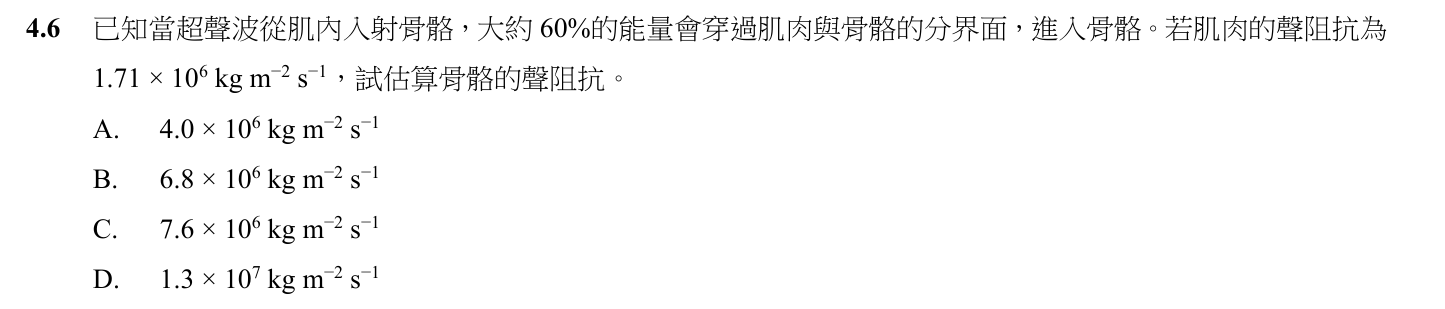 4.6 已知當超聲波從肌肉入射骨骼，大約 60%的能量會穿過肌肉與骨骼的分界面，進入骨骼。若肌肉的聲阻抗為
1.71 × 10⁶ kg m⁻² s⁻¹，試估算骨骼的聲阻抗。
A. 4.0 × 10⁶ kg m⁻² s⁻¹
B. 6.8 × 10⁶ kg m⁻² s⁻¹
C. 7.6 × 10⁶ kg m⁻² s⁻¹
D. 1.3 × 10⁷ kg m⁻² s⁻¹